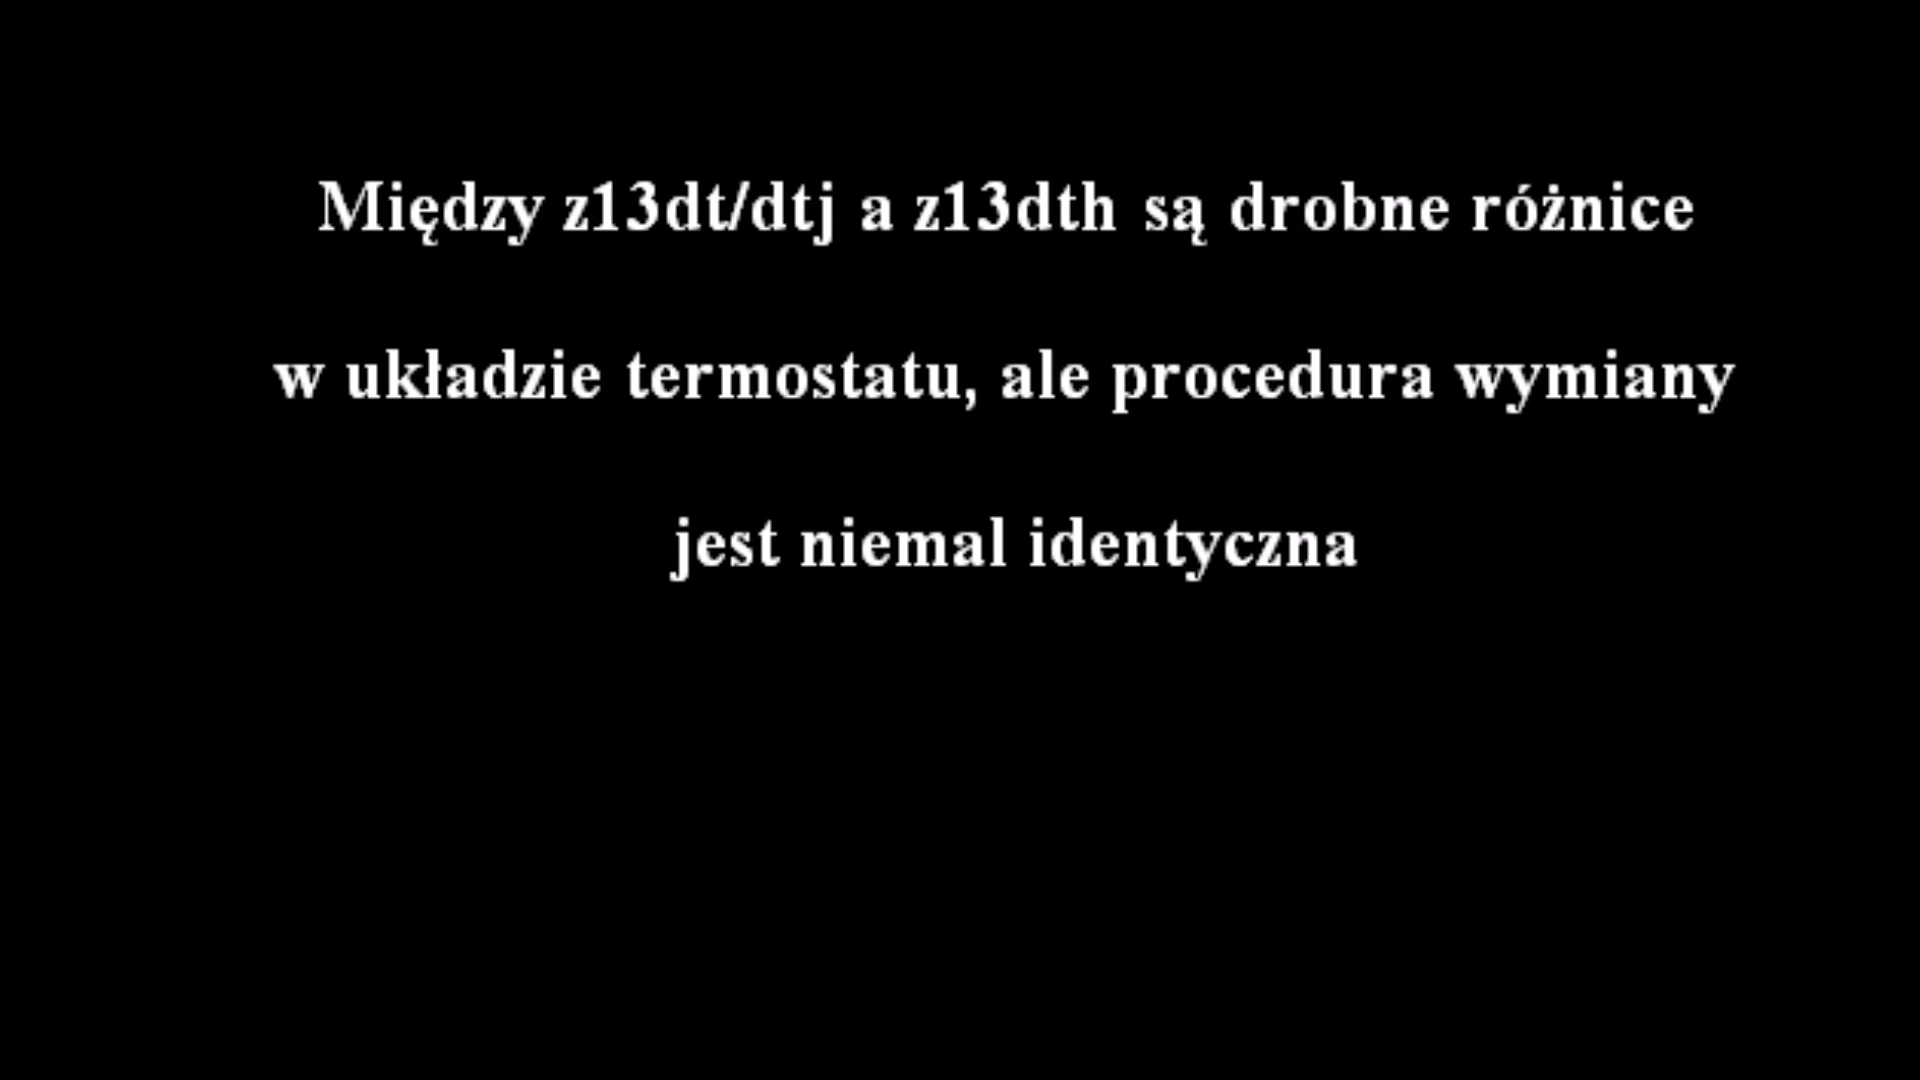 Między z13dt/dtj a z13dth są drobne różnice
w układzie termostatu, ale procedura wymiany
jest niemal identyczna